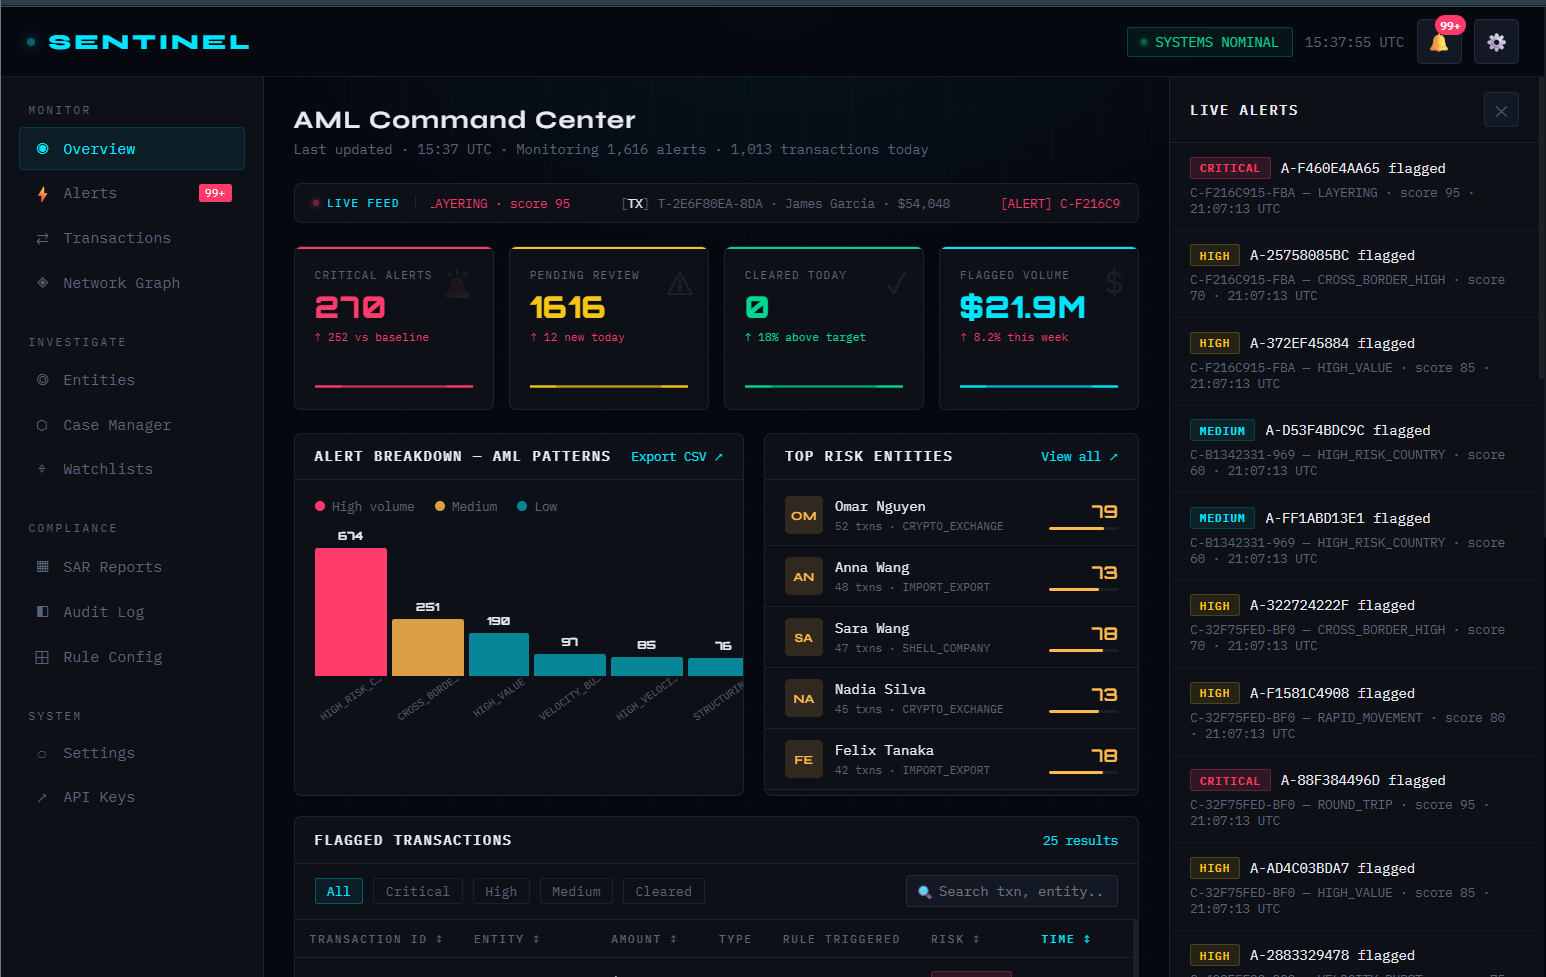 SENTINEL
SYSTEMS NOMINAL
15:37:55 UTC
99+
MONITOR
Overview
Alerts 99+
Transactions
Network Graph
INVESTIGATE
Entities
Case Manager
Watchlists
COMPLIANCE
SAR Reports
Audit Log
Rule Config
SYSTEM
Settings
API Keys
AML Command Center
Last updated · 15:37 UTC · Monitoring 1,616 alerts · 1,013 transactions today
LIVE FEED
AYERING · score 95 [TX] T-2E6F80EA-8DA · James Garcia · $54,048 [ALERT] C-F216C9
CRITICAL ALERTS
270
↑ 252 vs baseline
PENDING REVIEW
1616
↑ 12 new today
CLEARED TODAY
0
↑ 18% above target
FLAGGED VOLUME
$21.9M
↑ 8.2% this week
$
ALERT BREAKDOWN — AML PATTERNS
Export CSV ↗
High volume
Medium
Low
674
251
190
97
85
76
HIGH_RISK_C…
CROSS_BORDE…
HIGH_VALUE
VELOCITY_BU…
HIGH_VELOCI…
STRUCTURIN
TOP RISK ENTITIES
View all ↗
OM
Omar Nguyen
52 txns · CRYPTO_EXCHANGE
79
AN
Anna Wang
48 txns · IMPORT_EXPORT
73
SA
Sara Wang
47 txns · SHELL_COMPANY
78
NA
Nadia Silva
45 txns · CRYPTO_EXCHANGE
73
FE
Felix Tanaka
42 txns · IMPORT_EXPORT
78
FLAGGED TRANSACTIONS
25 results
All
Critical
High
Medium
Cleared
Search txn, entity..
TRANSACTION ID ↕
ENTITY ↕
AMOUNT ↕
TYPE
RULE TRIGGERED
RISK ↕
TIME ↕
LIVE ALERTS
CRITICAL A-F460E4AA65 flagged
C-F216C915-FBA — LAYERING · score 95 ·
21:07:13 UTC
HIGH A-25758085BC flagged
C-F216C915-FBA — CROSS_BORDER_HIGH · score
70 · 21:07:13 UTC
HIGH A-372EF45884 flagged
C-F216C915-FBA — HIGH_VALUE · score 85 ·
21:07:13 UTC
MEDIUM A-D53F4BDC9C flagged
C-B1342331-969 — HIGH_RISK_COUNTRY · score
60 · 21:07:13 UTC
MEDIUM A-FF1ABD13E1 flagged
C-B1342331-969 — HIGH_RISK_COUNTRY · score
60 · 21:07:13 UTC
HIGH A-322724222F flagged
C-32F75FED-BF0 — CROSS_BORDER_HIGH · score
70 · 21:07:13 UTC
HIGH A-F1581C4908 flagged
C-32F75FED-BF0 — RAPID_MOVEMENT · score 80
· 21:07:13 UTC
CRITICAL A-88F384496D flagged
C-32F75FED-BF0 — ROUND_TRIP · score 95 ·
21:07:13 UTC
HIGH A-AD4C03BDA7 flagged
C-32F75FED-BF0 — HIGH_VALUE · score 85 ·
21:07:13 UTC
HIGH A-2883329478 flagged